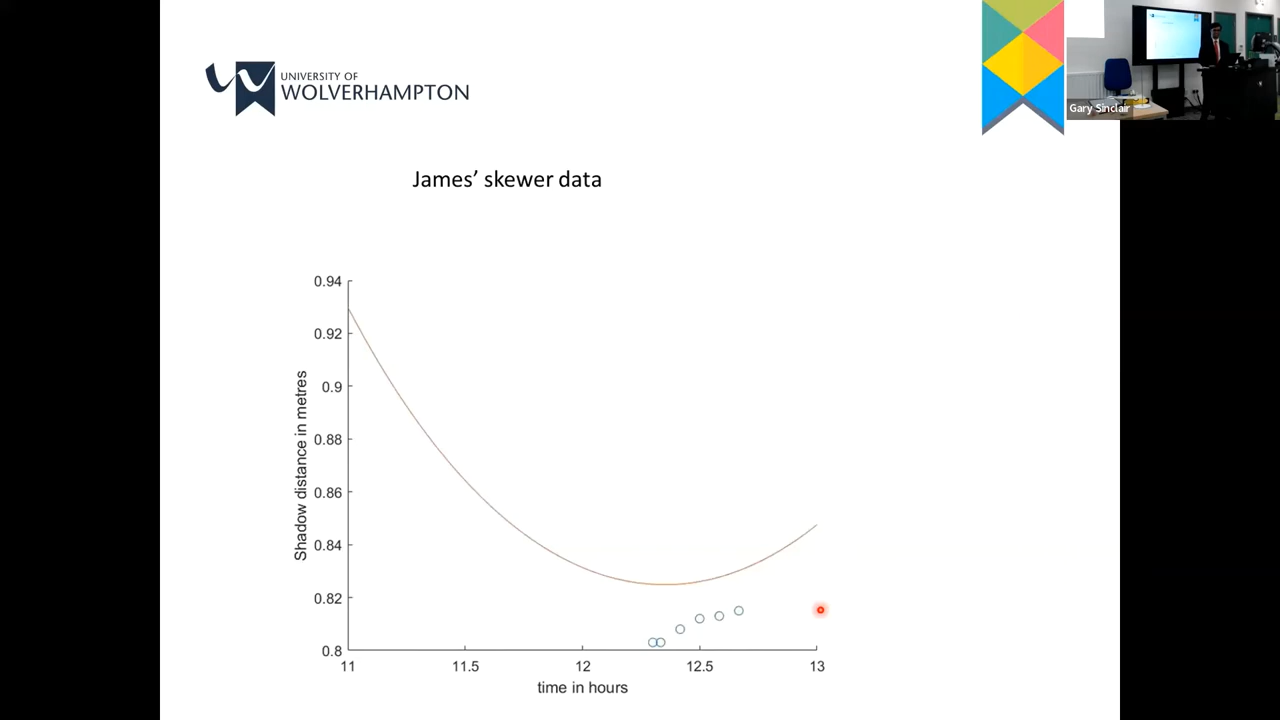 UNIVERSITY OF
WOLVERHAMPTON
Gary Sinclair
James’ skewer data
0.94
0.92
0.9
0.88
0.86
0.84
0.82
0.8
Shadow distance in metres
11
11.5
12
12.5
13
time in hours